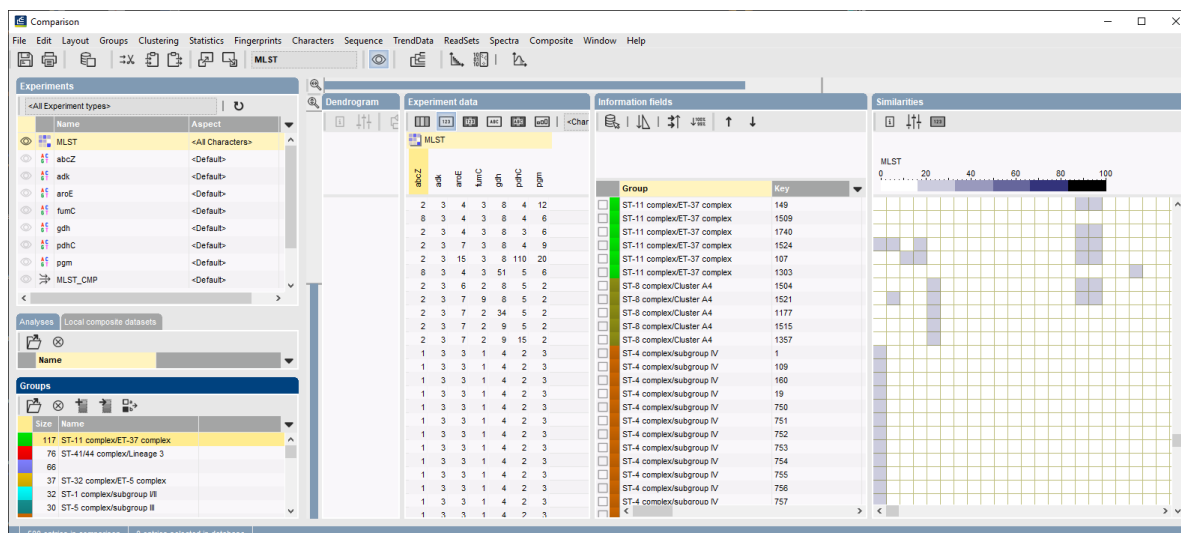 Comparison
File Edit Layout Groups Clustering Statistics Fingerprints Characters Sequence TrendData ReadSets Spectra Composite Window Help
MLST
Experiments
<All Experiment types>
Name Aspect
MLST <All Characters>
abcZ <Default>
adk <Default>
aroE <Default>
fumC <Default>
gdh <Default>
pdhC <Default>
pgm <Default>
MLST_CMP <Default>
Analyses Local composite datasets
Name
Groups
Size Name
117 ST-11 complex/ET-37 complex
76 ST-41/44 complex/Lineage 3
66
37 ST-32 complex/ET-5 complex
32 ST-1 complex/subgroup I/II
30 ST-5 complex/subgroup III
Dendrogram
Experiment data
<Char
MLST
abcZ adk aroE fumC gdh pdhC pgm
2 3 4 3 8 4 12
8 3 4 3 8 4 6
2 3 4 3 8 3 6
2 3 7 3 8 4 9
2 3 15 3 8 110 20
8 3 4 3 51 5 6
2 3 6 2 8 5 2
2 3 7 9 8 5 2
2 3 7 2 34 5 2
2 3 7 2 9 5 2
2 3 7 2 9 15 2
1 3 3 1 4 2 3
1 3 3 1 4 2 3
1 3 3 1 4 2 3
1 3 3 1 4 2 3
1 3 3 1 4 2 3
1 3 3 1 4 2 3
1 3 3 1 4 2 3
1 3 3 1 4 2 3
1 3 3 1 4 2 3
1 3 3 1 4 2 3
1 3 3 1 4 2 3
1 3 3 1 4 2 3
1 3 3 1 4 2 3
Information fields
Group Key
ST-11 complex/ET-37 complex 149
ST-11 complex/ET-37 complex 1509
ST-11 complex/ET-37 complex 1740
ST-11 complex/ET-37 complex 1524
ST-11 complex/ET-37 complex 107
ST-11 complex/ET-37 complex 1303
ST-8 complex/Cluster A4 1504
ST-8 complex/Cluster A4 1521
ST-8 complex/Cluster A4 1177
ST-8 complex/Cluster A4 1515
ST-8 complex/Cluster A4 1357
ST-4 complex/subgroup IV 1
ST-4 complex/subgroup IV 109
ST-4 complex/subgroup IV 160
ST-4 complex/subgroup IV 19
ST-4 complex/subgroup IV 750
ST-4 complex/subgroup IV 751
ST-4 complex/subgroup IV 752
ST-4 complex/subgroup IV 753
ST-4 complex/subgroup IV 754
ST-4 complex/subgroup IV 755
ST-4 complex/subgroup IV 756
ST-4 complex/subgroup IV 757
Similarities
MLST
0 20 40 60 80 100